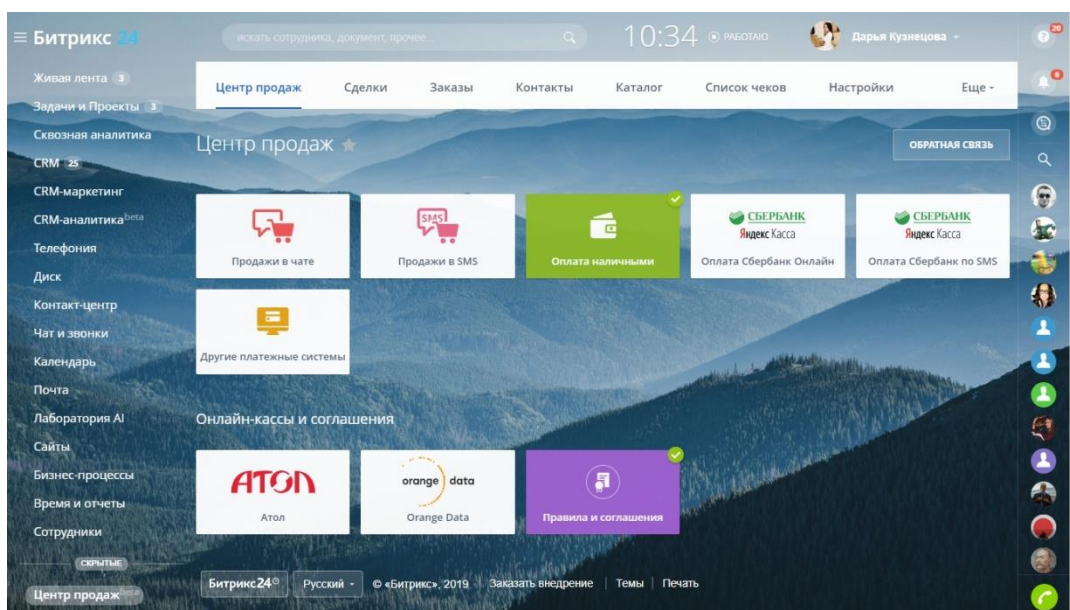 Битрикс 24
искать сотрудника, документ, прочее...
10:34
РАБОТАЮ
Дарья Кузнецова
20
Живая лента 3
Задачи и Проекты 3
Сквозная аналитика
CRM 25
CRM-маркетинг
CRM-аналитика beta
Телефония
Диск
Контакт-центр
Чат и звонки
Календарь
Почта
Лаборатория AI
Сайты
Бизнес-процессы
Время и отчеты
Сотрудники
СКРЫТЫЕ
Центр продаж beta
Центр продаж
Сделки
Заказы
Контакты
Каталог
Список чеков
Настройки
Еще
6
Центр продаж
ОБРАТНАЯ СВЯЗЬ
Продажи в чате
SMS
Продажи в SMS
Оплата наличными
СБЕРБАНК
Яндекс Касса
Оплата Сбербанк Онлайн
СБЕРБАНК
Яндекс Касса
Оплата Сбербанк по SMS
Другие платежные системы
Онлайн-кассы и соглашения
АТОЛ
Атол
orange data
Orange Data
Правила и соглашения
Битрикс24
Русский
© «Битрикс», 2019
Заказать внедрение
Темы
Печать
24